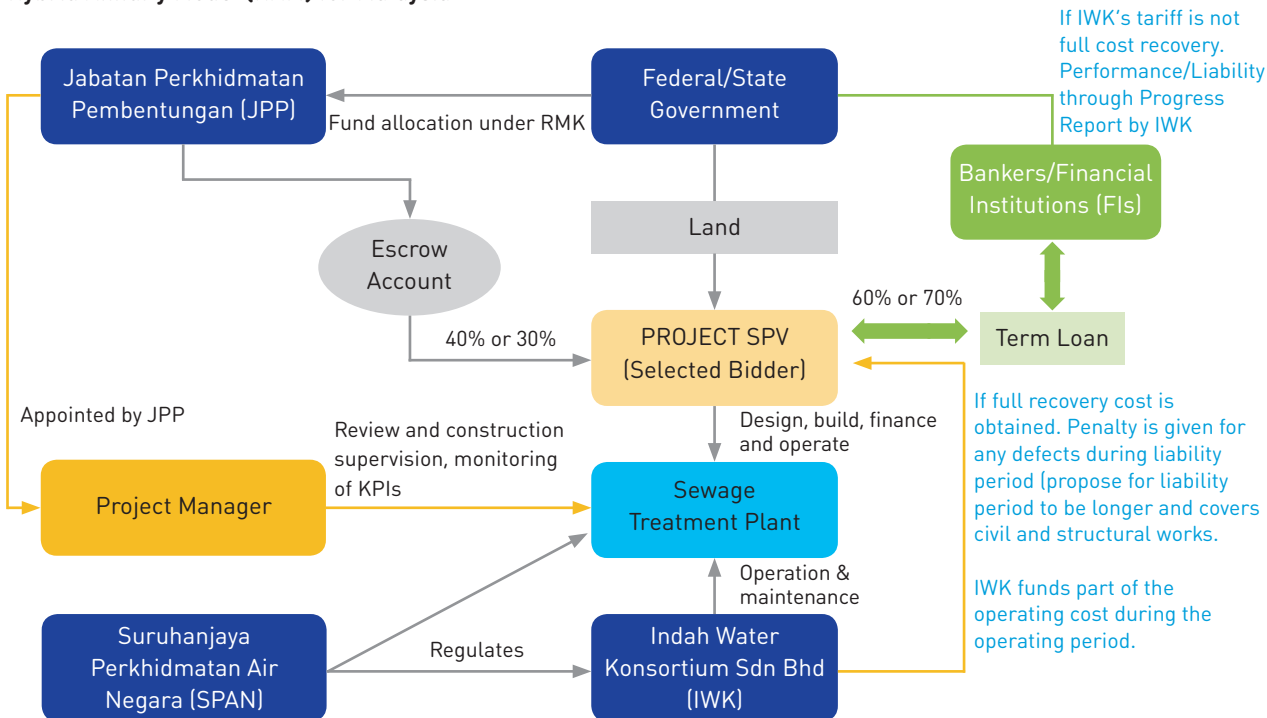 If IWK's tariff is not
full cost recovery.
Performance/Liability
through Progress
Report by IWK
Jabatan Perkhidmatan
Pembentungan (JPP)
Fund allocation under RMK
Federal/State
Government
Bankers/Financial
Institutions (FIs)
Land
Escrow
Account
60% or 70%
40% or 30%
PROJECT SPV
(Selected Bidder)
Term Loan
Appointed by JPP
Review and construction
supervision, monitoring
of KPIs
Design, build, finance
and operate
If full recovery cost is
obtained. Penalty is given for
any defects during liability
period (propose for liability
period to be longer and covers
civil and structural works.
Project Manager
Sewage
Treatment Plant
Operation &
maintenance
IWK funds part of the
operating cost during the
operating period.
Suruhanjaya
Perkhidmatan Air
Negara (SPAN)
Regulates
Indah Water
Konsortium Sdn Bhd
(IWK)